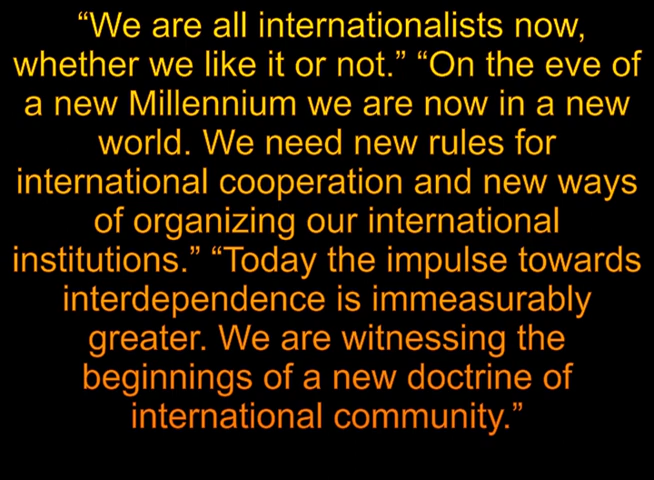 “We are all internationalists now,
whether we like it or not.” “On the eve of
a new Millennium we are now in a new
world. We need new rules for
international cooperation and new ways
of organizing our international
institutions.” “Today the impulse towards
interdependence is immeasurably
greater. We are witnessing the
beginnings of a new doctrine of
international community.”